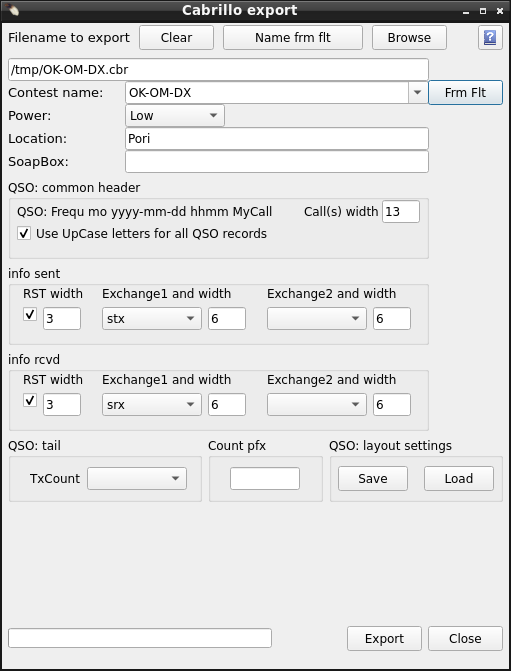 Cabrillo export
Filename to export Clear Name frm flt Browse ?
/tmp/OK-OM-DX.cbr
Contest name: OK-OM-DX Frm Flt
Power: Low
Location: Pori
SoapBox:
QSO: common header
QSO: Frequ mo yyyy-mm-dd hhmm MyCall Call(s) width 13
Use UpCase letters for all QSO records
info sent
RST width Exchange1 and width Exchange2 and width
3 stx 6 6
info rcvd
RST width Exchange1 and width Exchange2 and width
3 srx 6 6
QSO: tail Count pfx QSO: layout settings
TxCount Save Load
Export Close